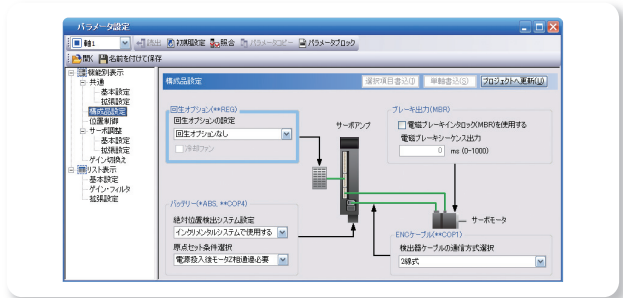 パラメータ設定
軸1
読出
初期設定
照合
パラメータコピー
パラメータブロック
開く
名前を付けて保存
機能別表示
共通
基本設定
拡張設定
構成品設定
位置制御
サーボ調整
基本設定
拡張設定
ゲイン切換え
リスト表示
基本設定
ゲイン・フィルタ
拡張設定
構成品設定
選択項目書込(I)
単軸書込(S)
プロジェクトへ更新(U)
回生オプション(**REG)
回生オプションの設定
回生オプションなし
冷却ファン
サーボアンプ
ブレーキ出力(MBR)
電磁ブレーキインタロック(MBR)を使用する
電磁ブレーキシーケンス出力
0 ms (0-1000)
バッテリー(*ABS, **COP4)
絶対位置検出システム設定
インクリメンタルシステムで使用する
原点セット条件選択
電源投入後モータZ相通過必要
サーボモータ
ENCケーブル(**COP1)
検出器ケーブルの通信方式選択
2線式